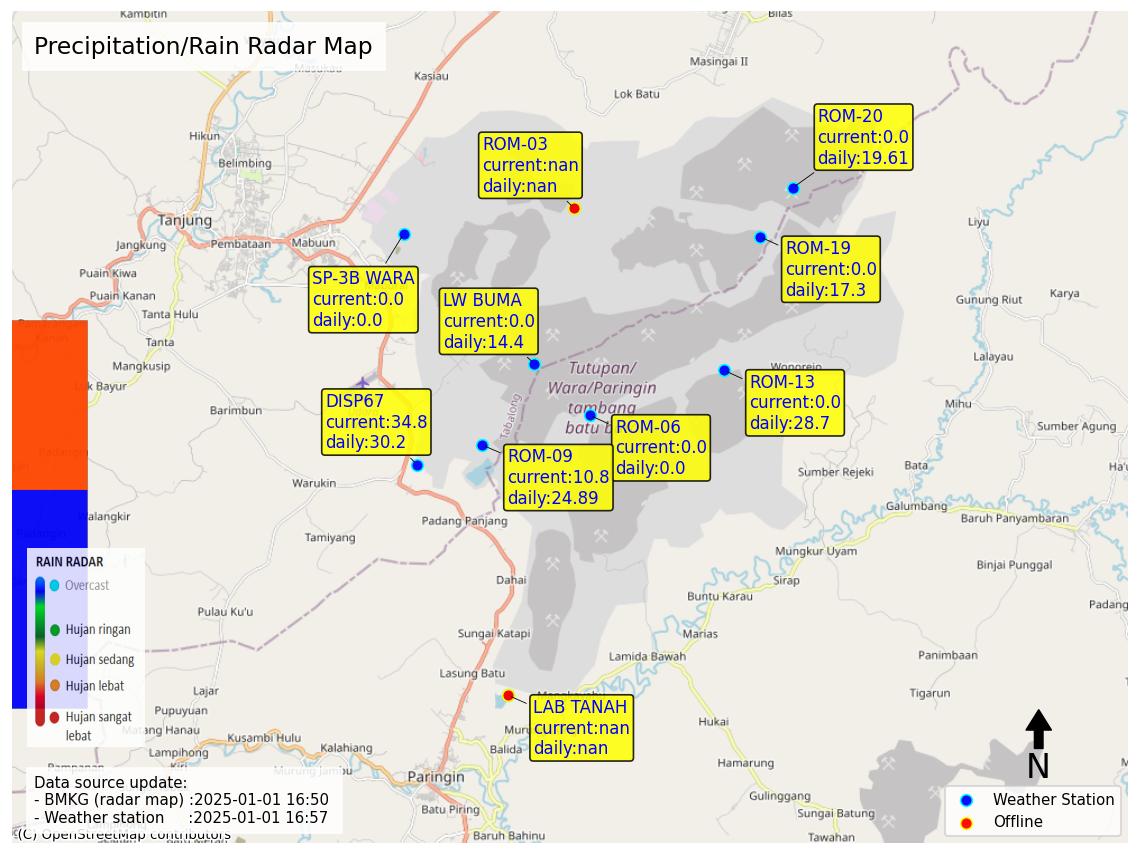 Kambitin
Bilas
Precipitation/Rain Radar Map
Masukau
Kasiau
Masingai II
Lok Batu
Hikun
Belimbing
ROM-20
current:0.0
daily:19.61
ROM-03
current:nan
daily:nan
Tanjung
Jangkung
Pembataan
Mabuun
Liyu
ROM-19
current:0.0
daily:17.3
Puain Kiwa
SP-3B WARA
current:0.0
daily:0.0
Puain Kanan
Tanta Hulu
LW BUMA
current:0.0
daily:14.4
Gunung Riut
Karya
Kanan
Tanta
Mangkusip
Lalayau
Luk Bayur
Tutupan/
Wara/Paringin
tambang
batu b
Wonorejo
ROM-13
current:0.0
daily:28.7
Barimbun
DISP67
current:34.8
daily:30.2
Tabalong
Mihu
ROM-06
current:0.0
daily:0.0
Sumber Agung
ROM-09
current:10.8
daily:24.89
Warukin
Sumber Rejeki
Bata
Ha'u
Galumbang
Walangkir
Padang Panjang
Baruh Panyambaran
Tamiyang
Mungkur Uyam
RAIN RADAR
Overcast
Hujan ringan
Hujan sedang
Hujan lebat
Hujan sangat
lebat
Binjai Punggal
Dahai
Sirap
Buntu Karau
Pulau Ku'u
Padang
Sungai Katapi
Marias
Lamida Bawah
Panimbaan
Lasung Batu
Lajar
Tigarun
Pupuyuan
LAB TANAH
current:nan
daily:nan
Hukai
Matang Hanau
Kusambi Hulu
Kalahiang
Balida
Lampihong
Hamarung
Murung Jambu
Paringin
N
Data source update:
- BMKG (radar map) :2025-01-01 16:50
- Weather station :2025-01-01 16:57
Gulinggang
Batu Piring
Sungai Batung
Weather Station
Offline
(C) OpenStreetMap contributors
Baruh Bahinu
Tawahan